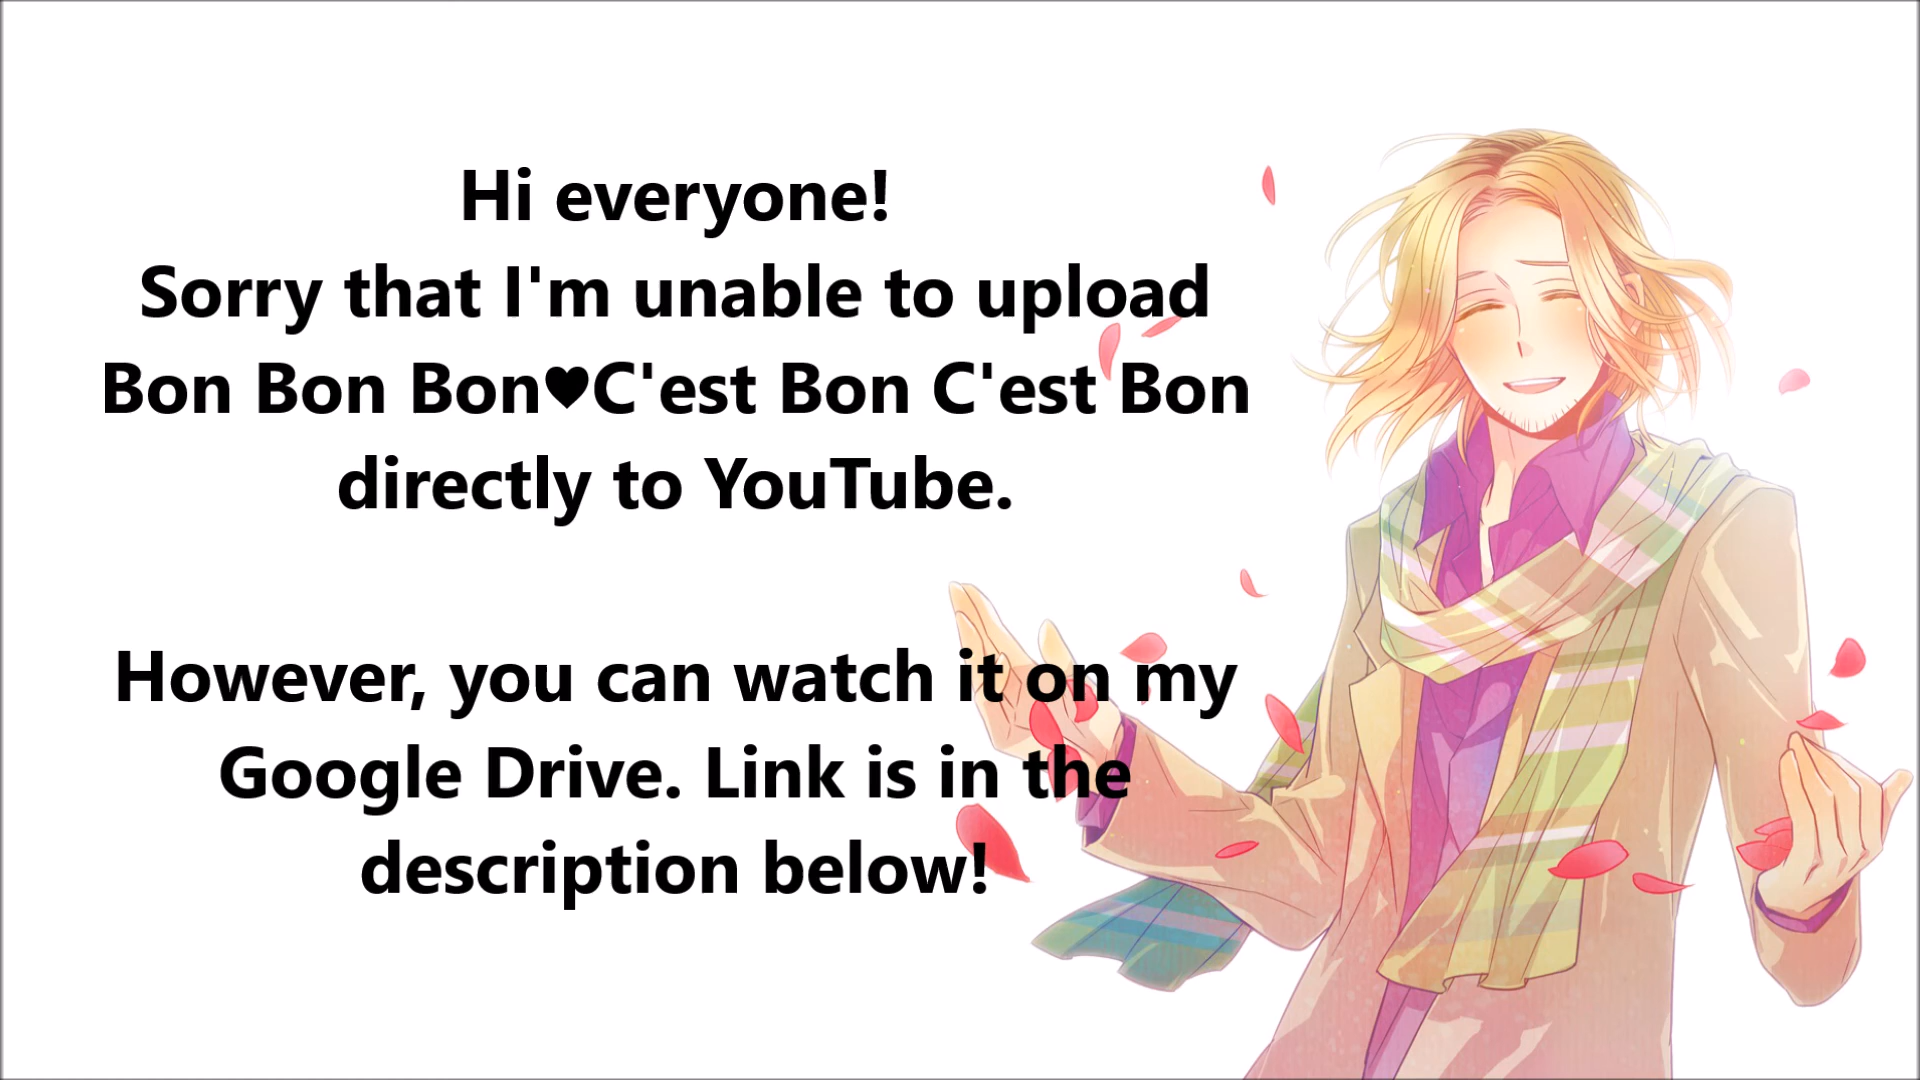 Hi everyone!
Sorry that I'm unable to upload
Bon Bon Bon♥C'est Bon C'est Bon
directly to YouTube.
However, you can watch it on my
Google Drive. Link is in the
description below!